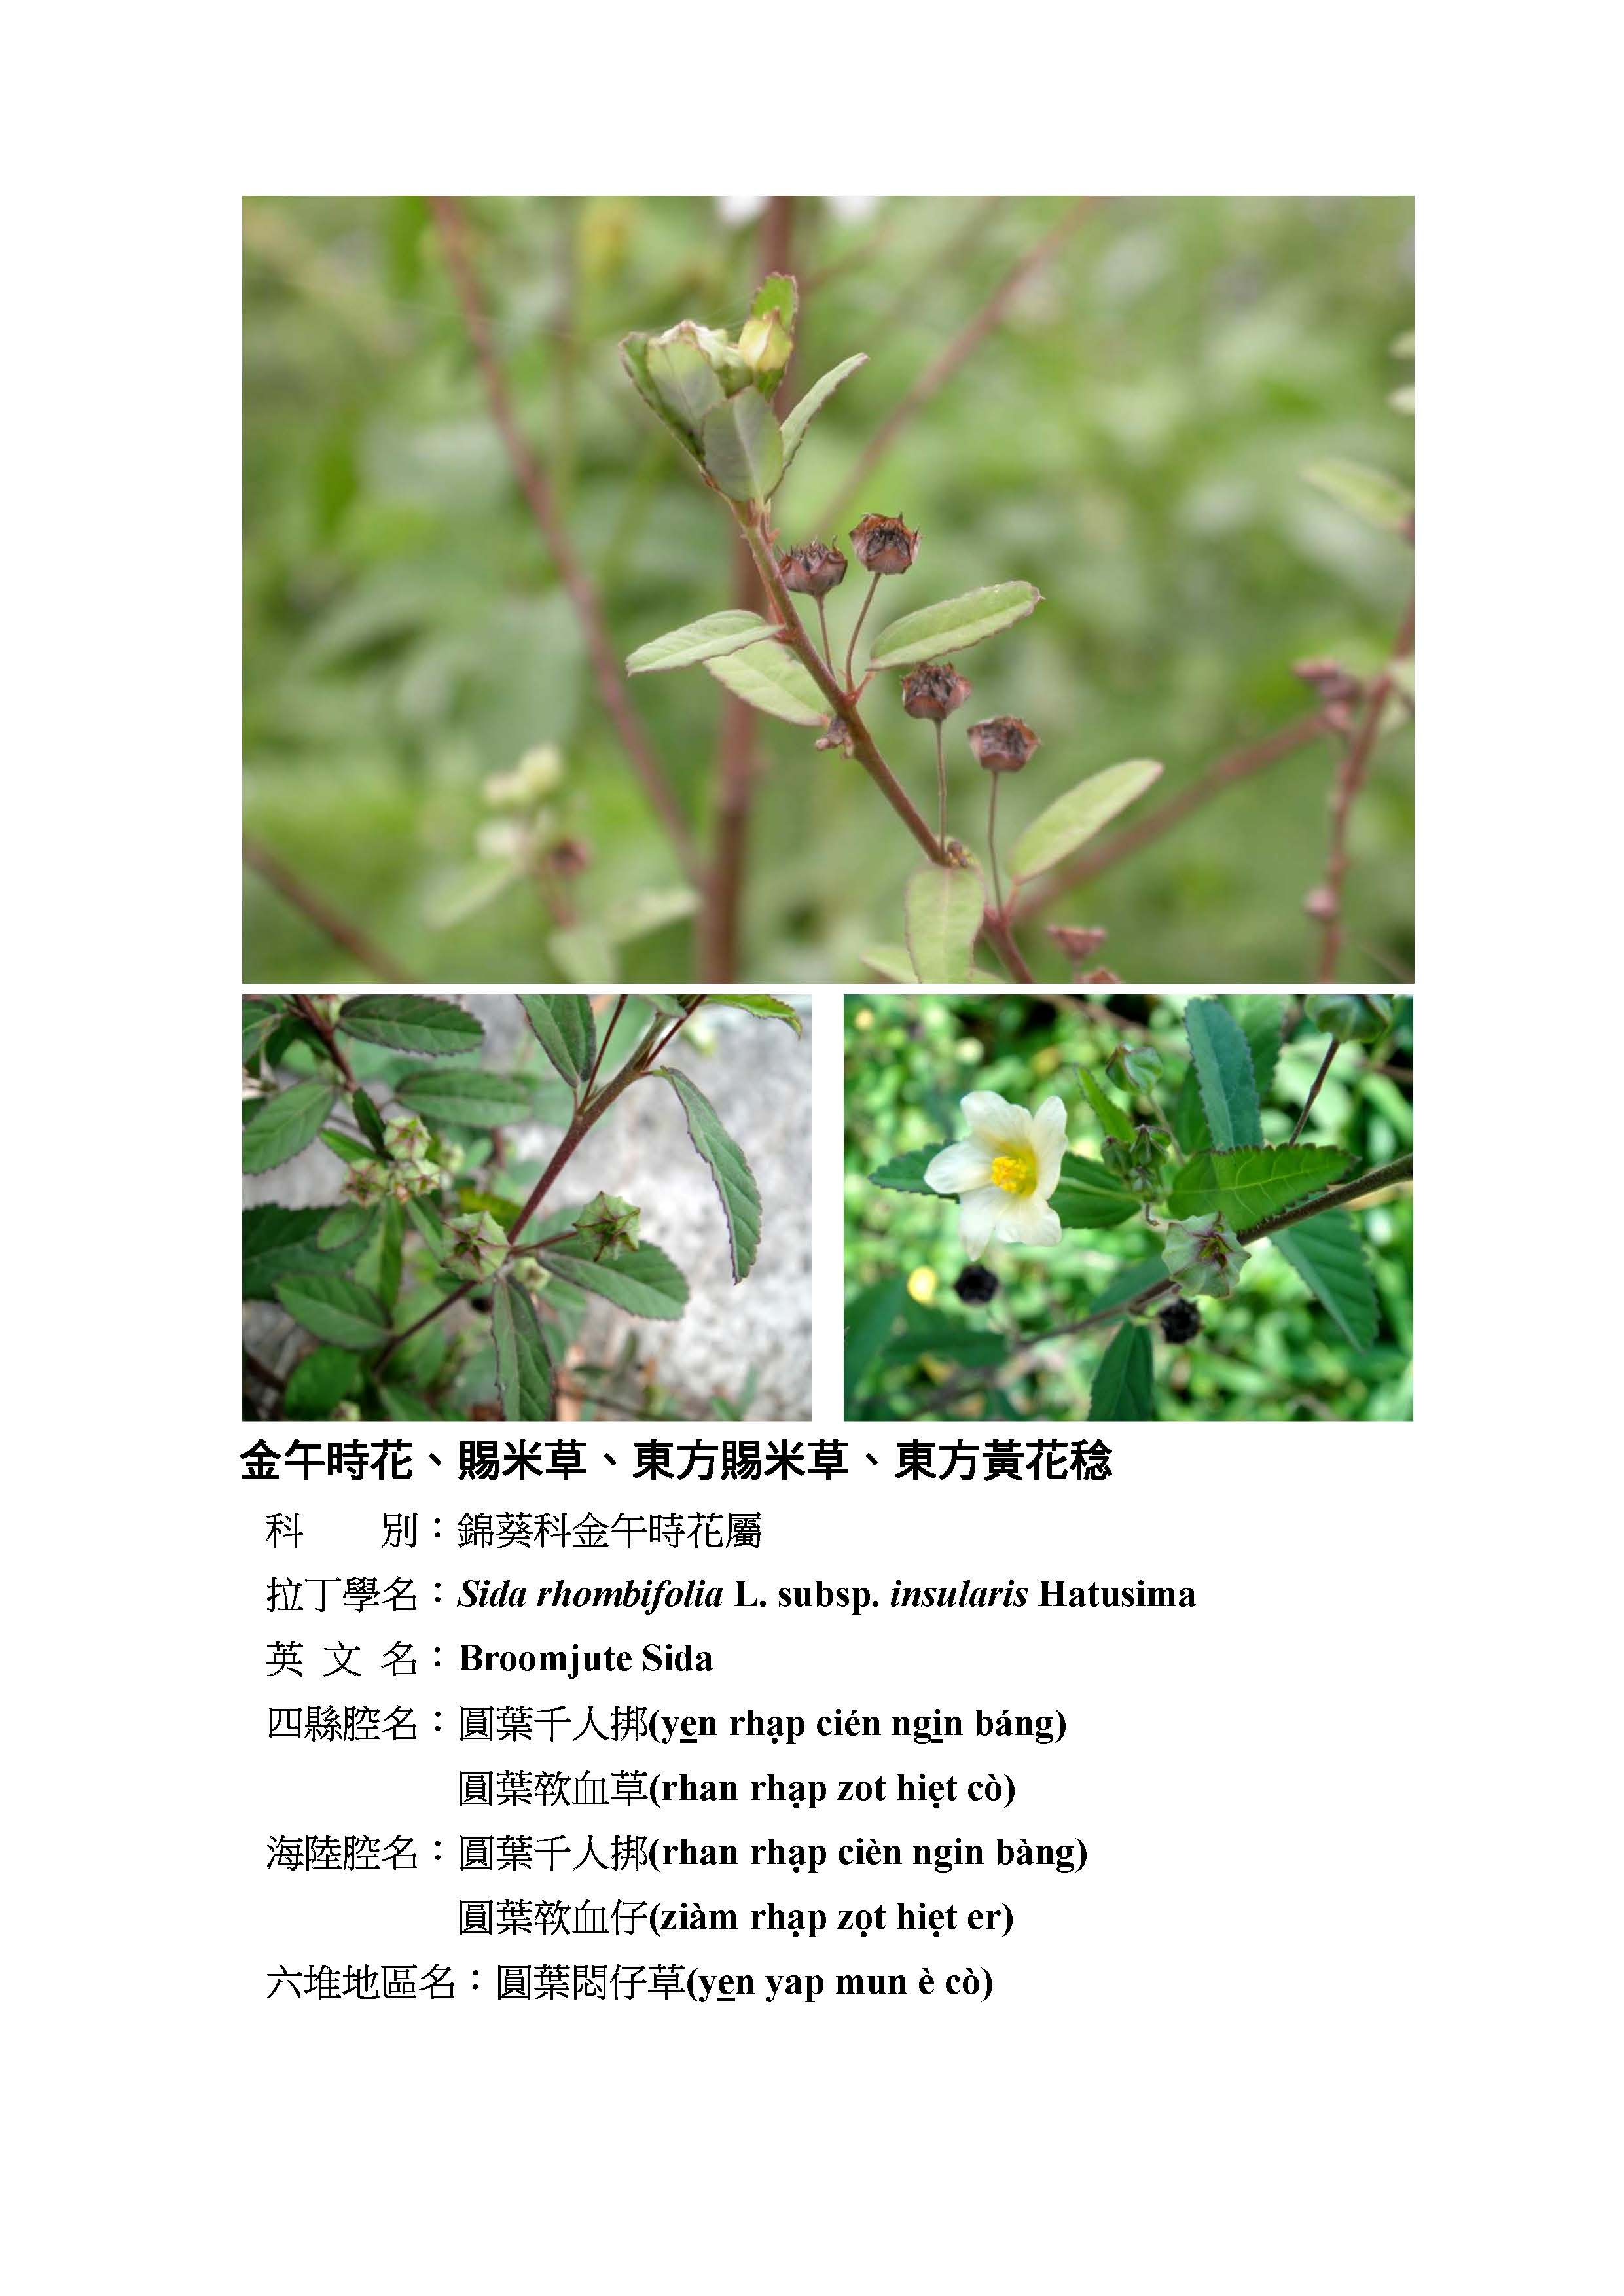 金午時花、賜米草、東方賜米草、東方黃花稔
科　　別：錦葵科金午時花屬
拉丁學名：Sida rhombifolia L. subsp. insularis Hatusima
英 文 名：Broomjute Sida
四縣腔名：圓葉千人挷(yen rhạp cién ngin báng)
圓葉欶血草(rhan rhạp zot hiẹt cò)
海陸腔名：圓葉千人挷(rhan rhạp cièn ngin bàng)
圓葉欶血仔(ziàm rhạp zọt hiẹt er)
六堆地區名：圓葉悶仔草(yen yap mun è cò)